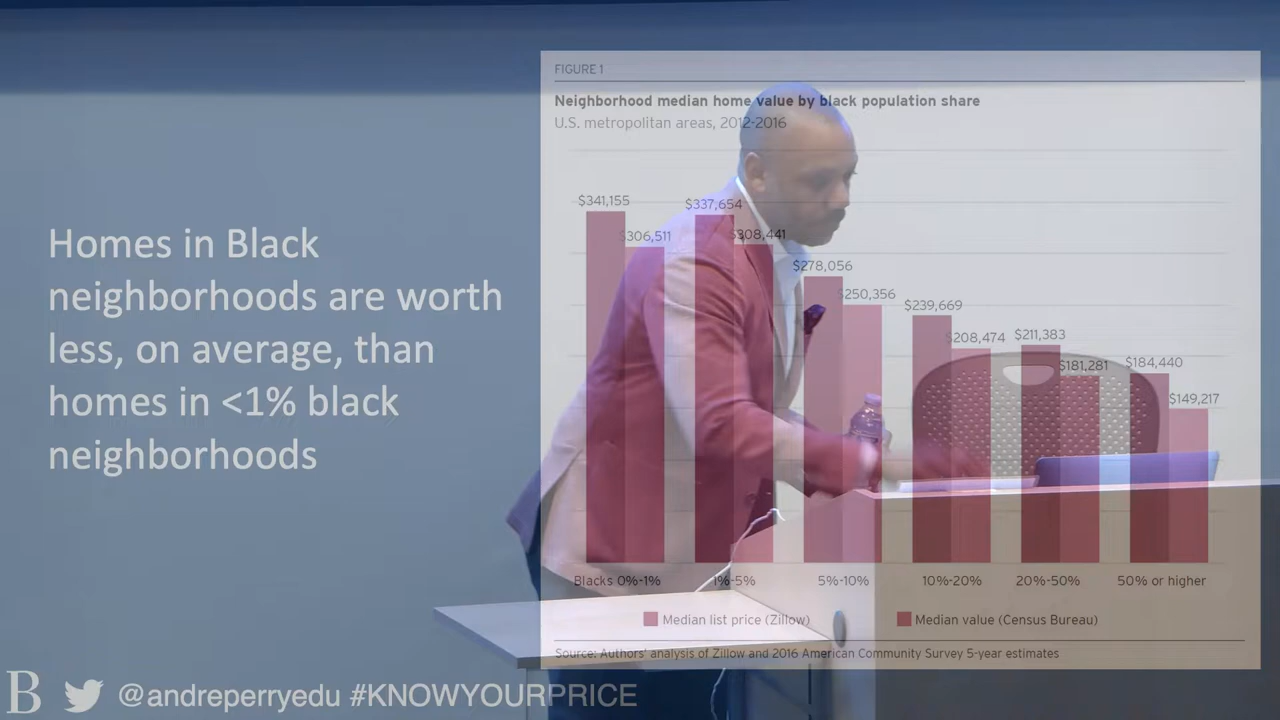 FIGURE 1
Neighborhood median home value by black population share
U.S. metropolitan areas, 2012-2016
$341,155
$306,511
$337,654
$308,441
$278,056
$250,356
$239,669
$208,474
$211,383
$181,281
$184,440
$149,217
Blacks 0%-1%
1%-5%
5%-10%
10%-20%
20%-50%
50% or higher
Median list price (Zillow)
Median value (Census Bureau)
Source: Authors' analysis of Zillow and 2016 American Community Survey 5-year estimates
Homes in Black
neighborhoods are worth
less, on average, than
homes in <1% black
neighborhoods
B
@andreperryedu #KNOWYOURPRICE